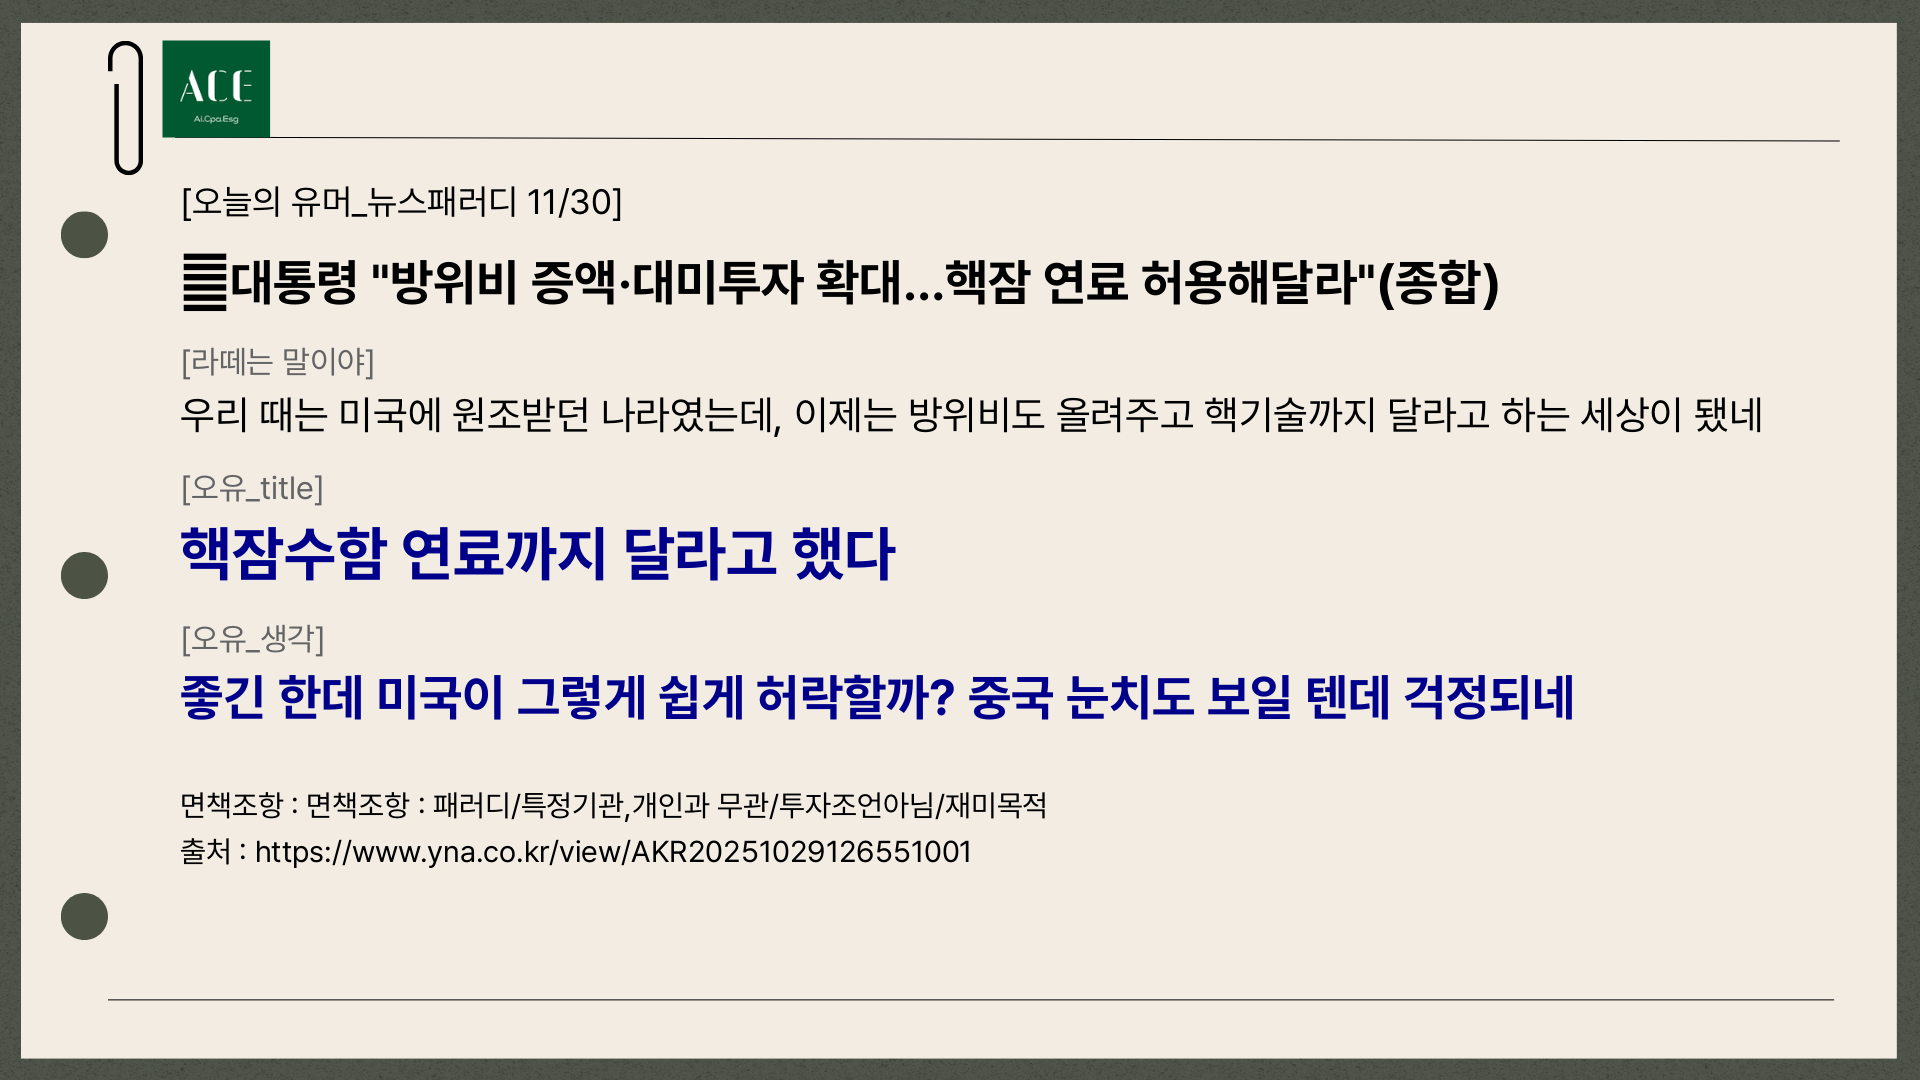 ACE
Ai.Cpa.Esg
[오늘의 유머_뉴스패러디 11/30]
䷀대통령 "방위비 증액·대미투자 확대…핵잠 연료 허용해달라"(종합)
[라떼는 말이야]
우리 때는 미국에 원조받던 나라였는데, 이제는 방위비도 올려주고 핵기술까지 달라고 하는 세상이 됐네
[오유_title]
핵잠수함 연료까지 달라고 했다
[오유_생각]
좋긴 한데 미국이 그렇게 쉽게 허락할까? 중국 눈치도 보일 텐데 걱정되네
면책조항 : 면책조항 : 패러디/특정기관,개인과 무관/투자조언아님/재미목적
출처 : https://www.yna.co.kr/view/AKR20251029126551001